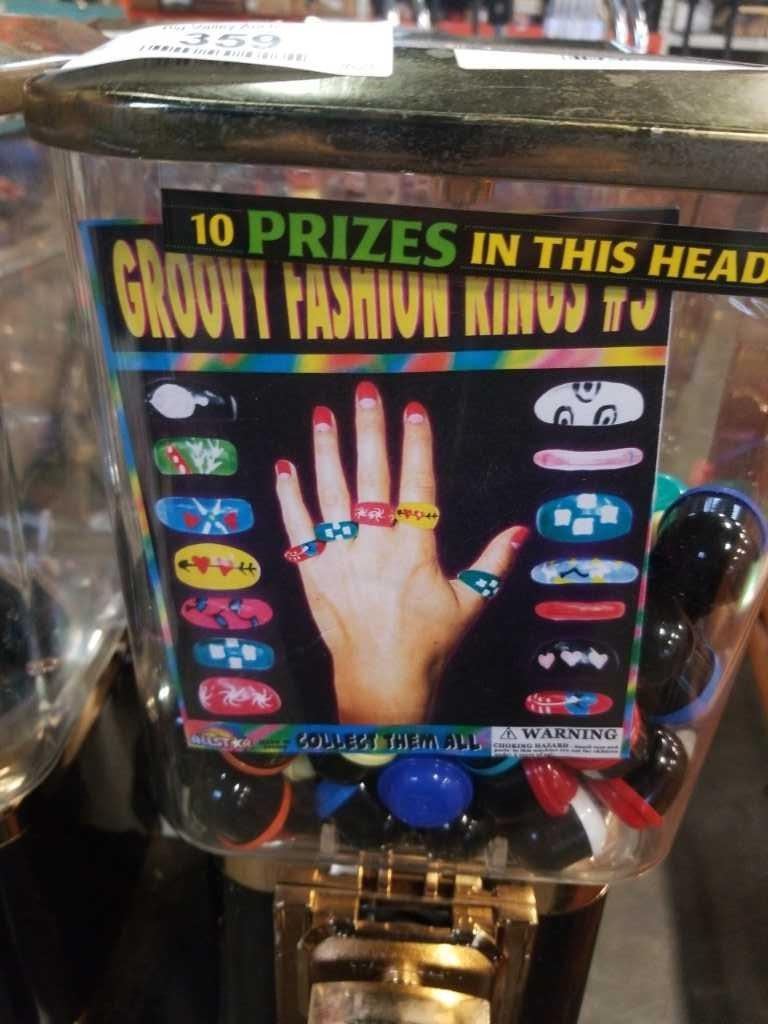 359
10 PRIZES IN THIS HEAD
GROOVY FASHION RINGS #3
COLLECT THEM ALL
WARNING
CHOKING HAZARD